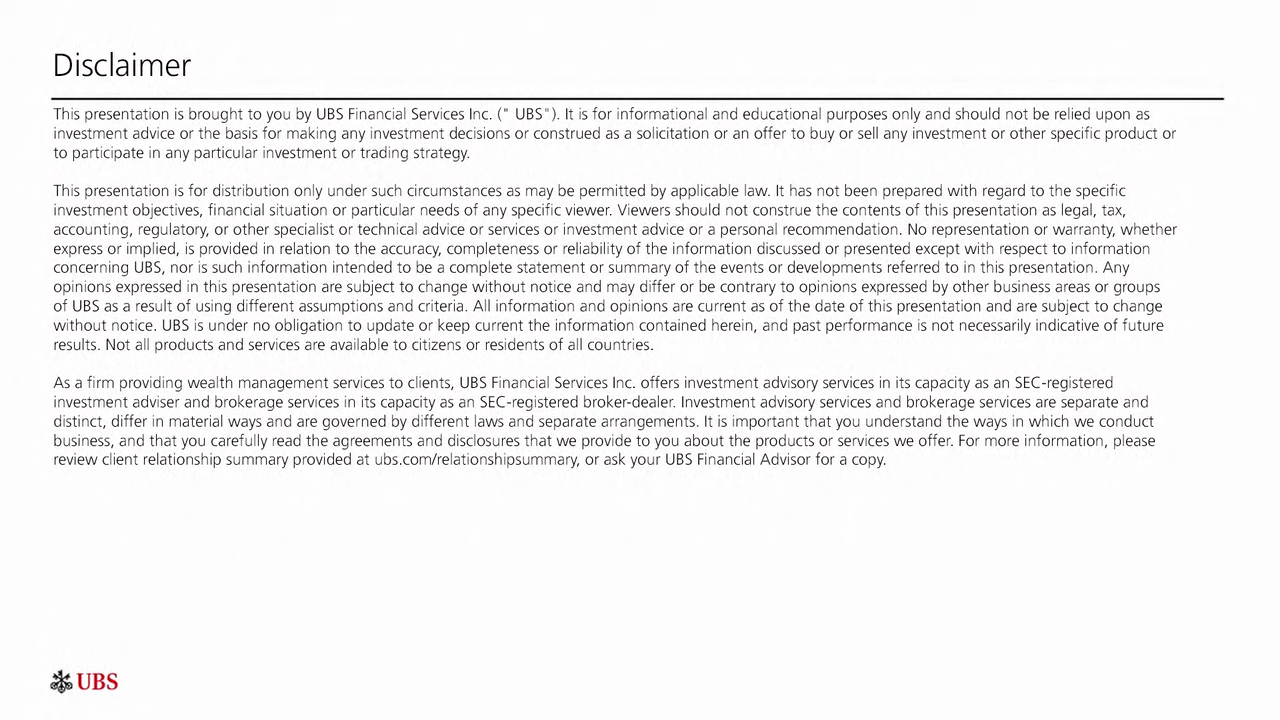 Disclaimer
This presentation is brought to you by UBS Financial Services Inc. (" UBS"). It is for informational and educational purposes only and should not be relied upon as
investment advice or the basis for making any investment decisions or construed as a solicitation or an offer to buy or sell any investment or other specific product or
to participate in any particular investment or trading strategy.
This presentation is for distribution only under such circumstances as may be permitted by applicable law. It has not been prepared with regard to the specific
investment objectives, financial situation or particular needs of any specific viewer. Viewers should not construe the contents of this presentation as legal, tax,
accounting, regulatory, or other specialist or technical advice or services or investment advice or a personal recommendation. No representation or warranty, whether
express or implied, is provided in relation to the accuracy, completeness or reliability of the information discussed or presented except with respect to information
concerning UBS, nor is such information intended to be a complete statement or summary of the events or developments referred to in this presentation. Any
opinions expressed in this presentation are subject to change without notice and may differ or be contrary to opinions expressed by other business areas or groups
of UBS as a result of using different assumptions and criteria. All information and opinions are current as of the date of this presentation and are subject to change
without notice. UBS is under no obligation to update or keep current the information contained herein, and past performance is not necessarily indicative of future
results. Not all products and services are available to citizens or residents of all countries.
As a firm providing wealth management services to clients, UBS Financial Services Inc. offers investment advisory services in its capacity as an SEC-registered
investment adviser and brokerage services in its capacity as an SEC-registered broker-dealer. Investment advisory services and brokerage services are separate and
distinct, differ in material ways and are governed by different laws and separate arrangements. It is important that you understand the ways in which we conduct
business, and that you carefully read the agreements and disclosures that we provide to you about the products or services we offer. For more information, please
review client relationship summary provided at ubs.com/relationshipsummary, or ask your UBS Financial Advisor for a copy.
UBS